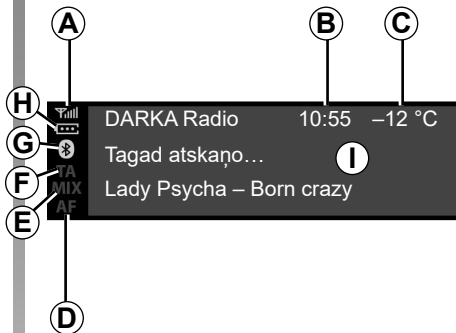 A B C
H
G
F
E
D
I
DARKA Radio 10:55 –12 °C
Tagad atskaņo…
Lady Psycha – Born crazy
TA
MIX
AF